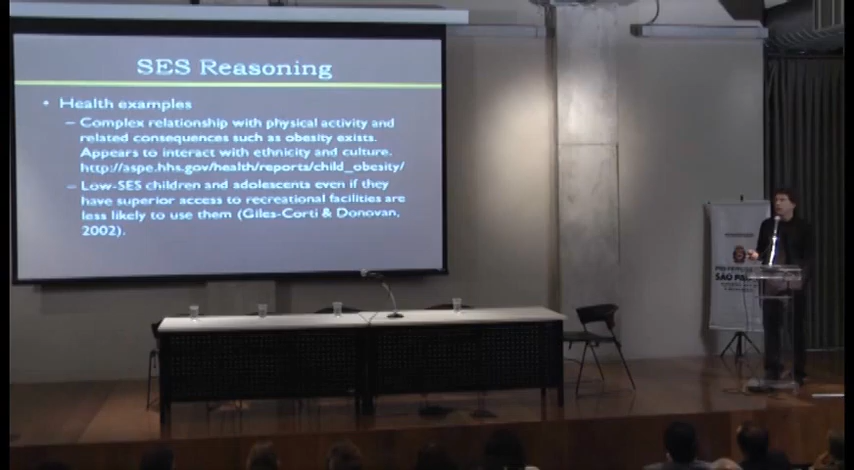 SES Reasoning
• Health examples
– Complex relationship with physical activity and
related consequences such as obesity exists.
Appears to interact with ethnicity and culture.
http://aspe.hhs.gov/health/reports/child_obesity/
– Low-SES children and adolescents even if they
have superior access to recreational facilities are
less likely to use them (Giles-Corti & Donovan,
2002).
SÃO PAULO